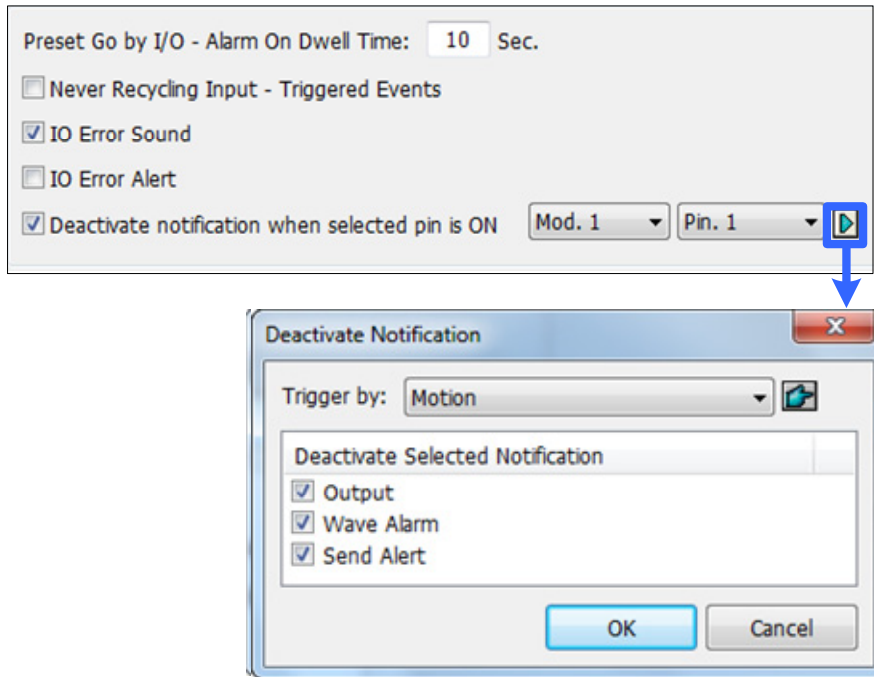 Preset Go by I/O - Alarm On Dwell Time: 10 Sec.
Never Recycling Input - Triggered Events
IO Error Sound
IO Error Alert
Deactivate notification when selected pin is ON Mod. 1 Pin. 1
Deactivate Notification
Trigger by: Motion
Deactivate Selected Notification
Output
Wave Alarm
Send Alert
OK Cancel